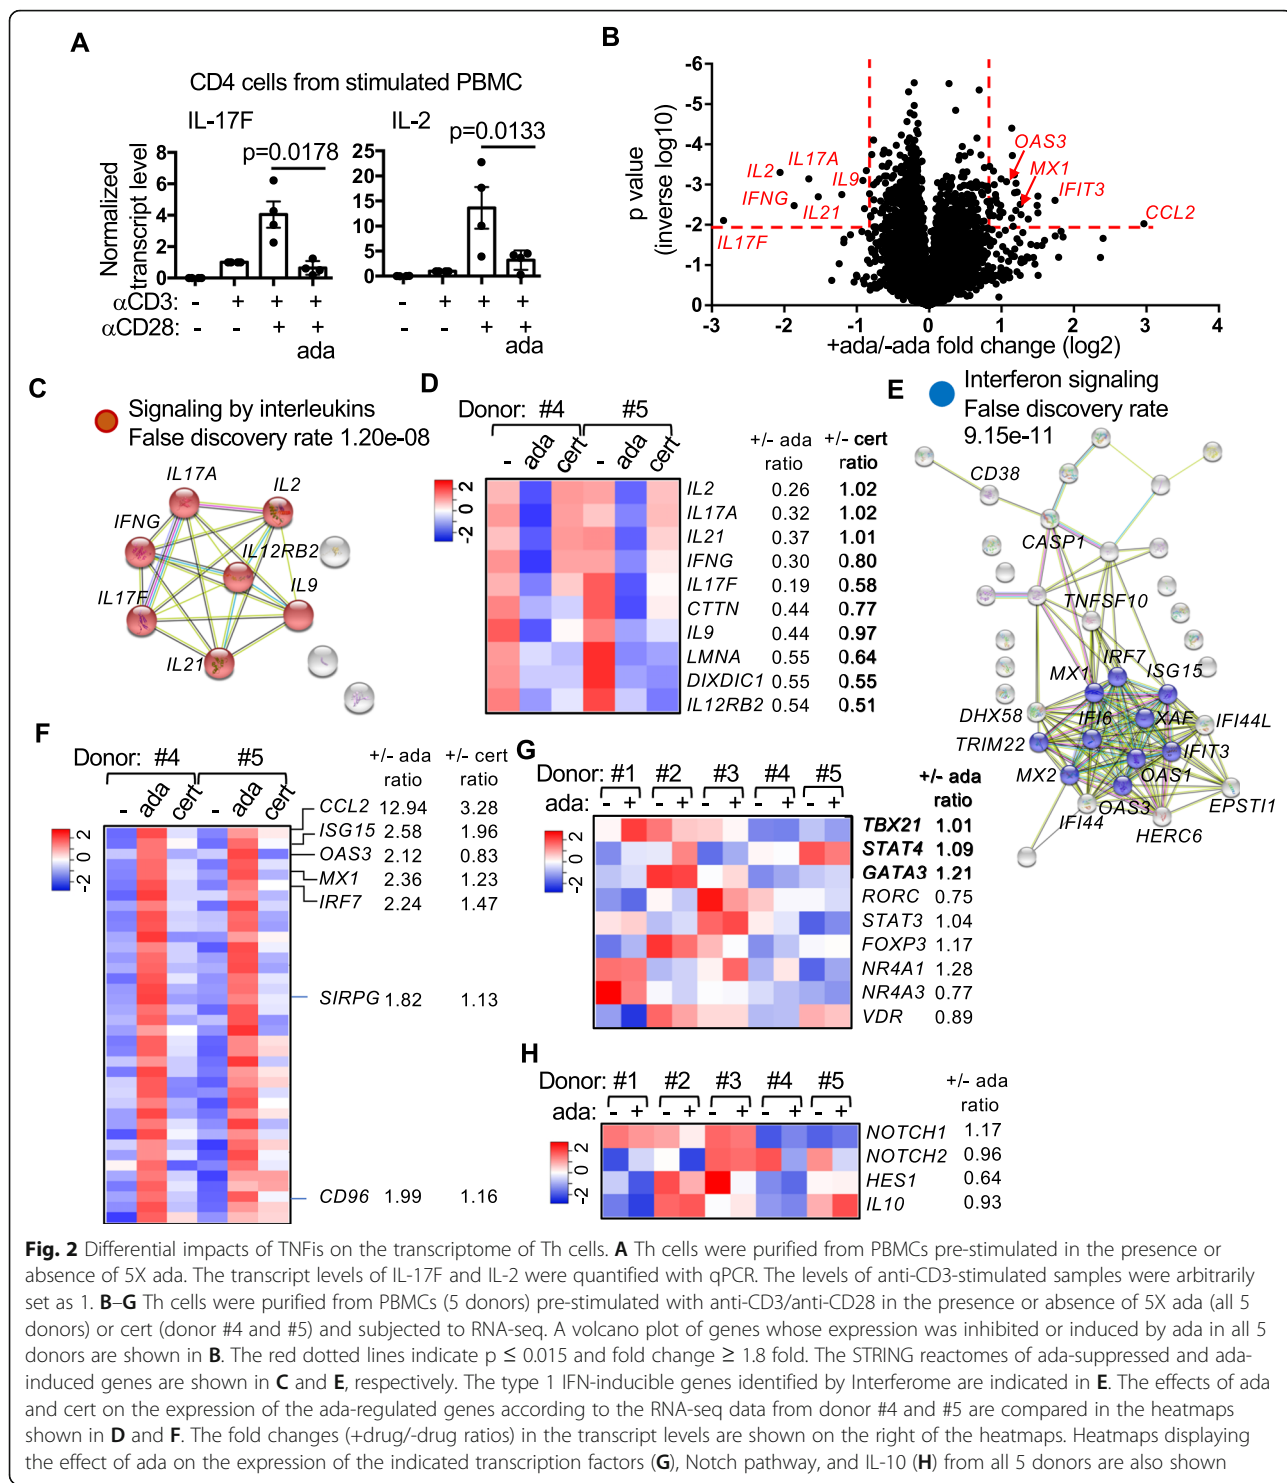 A
CD4 cells from stimulated PBMC
IL-17F
IL-2
p=0.0178
p=0.0133
Normalized
transcript level
8
6
4
2
0
25
20
15
10
5
0
αCD3: - + + +
- + + +
αCD28: - - + +
- - + +
ada
ada
B
p value
(inverse log10)
-6
-5
-4
-3
-2
-1
0
IL2
IL17A
IL9
IFNG
IL21
IL17F
OAS3
MX1
IFIT3
CCL2
-3 -2 -1 0 1 2 3 4
+ada/-ada fold change (log2)
C
Signaling by interleukins
False discovery rate 1.20e-08
IL17A
IL2
IFNG
IL12RB2
IL9
IL17F
IL21
D
Donor: #4 #5
- ada cert - ada cert
+/- ada ratio
+/- cert ratio
2
0
-2
IL2 0.26 1.02
IL17A 0.32 1.02
IL21 0.37 1.01
IFNG 0.30 0.80
IL17F 0.19 0.58
CTTN 0.44 0.77
IL9 0.44 0.97
LMNA 0.55 0.64
DIXDIC1 0.55 0.55
IL12RB2 0.54 0.51
E
Interferon signaling
False discovery rate
9.15e-11
CD38
CASP1
TNFSF10
IRF7
MX1
ISG15
DHX58
IFI6
XAF
IFI44L
TRIM22
IFIT3
MX2
OAS1
OAS3
EPSTI1
IFI44
HERC6
F
Donor: #4 #5
- ada cert - ada cert
+/- ada ratio
+/- cert ratio
2
0
-2
CCL2 12.94 3.28
ISG15 2.58 1.96
OAS3 2.12 0.83
MX1 2.36 1.23
IRF7 2.24 1.47
SIRPG 1.82 1.13
CD96 1.99 1.16
G
Donor: #1 #2 #3 #4 #5
ada: - + - + - + - + - +
+/- ada
ratio
2
0
-2
TBX21 1.01
STAT4 1.09
GATA3 1.21
RORC 0.75
STAT3 1.04
FOXP3 1.17
NR4A1 1.28
NR4A3 0.77
VDR 0.89
H
Donor: #1 #2 #3 #4 #5
ada: - + - + - + - + - +
+/- ada
ratio
2
0
-2
NOTCH1 1.17
NOTCH2 0.96
HES1 0.64
IL10 0.93
Fig. 2 Differential impacts of TNFis on the transcriptome of Th cells. A Th cells were purified from PBMCs pre-stimulated in the presence or
absence of 5X ada. The transcript levels of IL-17F and IL-2 were quantified with qPCR. The levels of anti-CD3-stimulated samples were arbitrarily
set as 1. B–G Th cells were purified from PBMCs (5 donors) pre-stimulated with anti-CD3/anti-CD28 in the presence or absence of 5X ada (all 5
donors) or cert (donor #4 and #5) and subjected to RNA-seq. A volcano plot of genes whose expression was inhibited or induced by ada in all 5
donors are shown in B. The red dotted lines indicate p ≤ 0.015 and fold change ≥ 1.8 fold. The STRING reactomes of ada-suppressed and ada-
induced genes are shown in C and E, respectively. The type 1 IFN-inducible genes identified by Interferome are indicated in E. The effects of ada
and cert on the expression of the ada-regulated genes according to the RNA-seq data from donor #4 and #5 are compared in the heatmaps
shown in D and F. The fold changes (+drug/-drug ratios) in the transcript levels are shown on the right of the heatmaps. Heatmaps displaying
the effect of ada on the expression of the indicated transcription factors (G), Notch pathway, and IL-10 (H) from all 5 donors are also shown